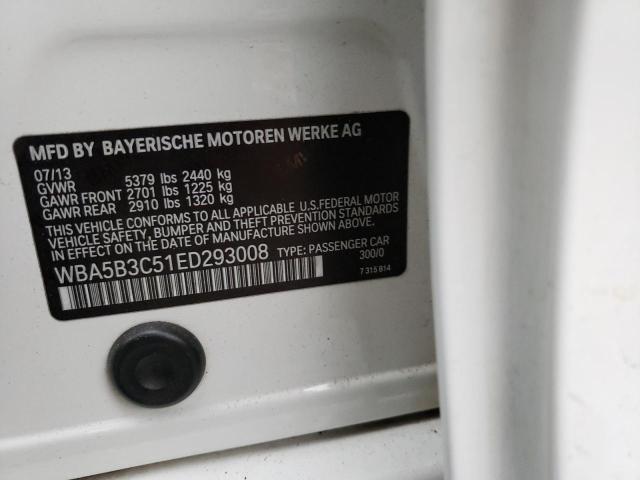 MFD BY BAYERISCHE MOTOREN WERKE AG
07/13
GVWR 5379 lbs 2440 kg
GAWR FRONT 2701 lbs 1225 kg
GAWR REAR 2910 lbs 1320 kg
THIS VEHICLE CONFORMS TO ALL APPLICABLE U.S.FEDERAL MOTOR
VEHICLE SAFETY, BUMPER, AND THEFT PREVENTION STANDARDS
IN EFFECT ON THE DATE OF MANUFACTURE SHOWN ABOVE.
WBA5B3C51ED293008 TYPE: PASSENGER CAR
300/0
7 315 814